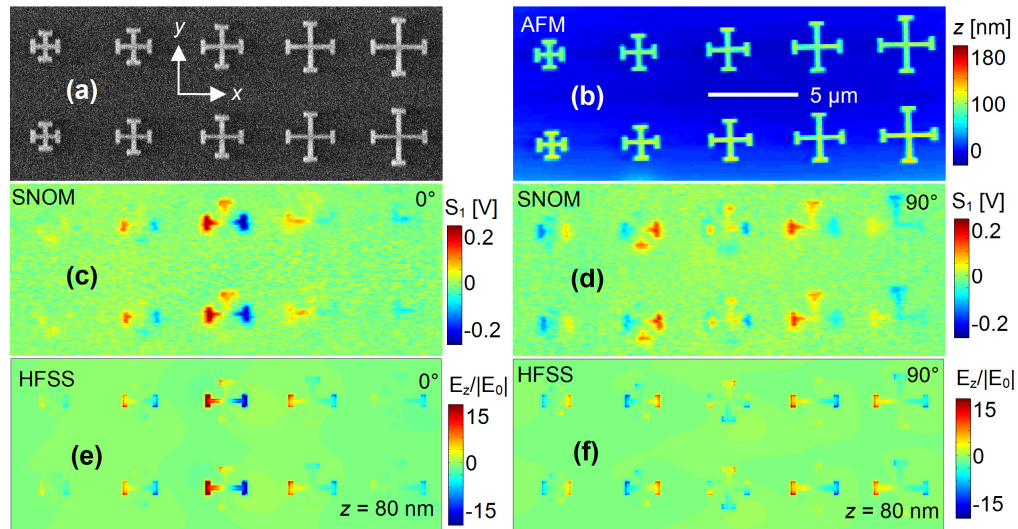 y
x
(a)
AFM
(b)
5 µm
z [nm]
180
100
0
SNOM
0°
(c)
S₁ [V]
0.2
0
-0.2
SNOM
90°
(d)
S₁ [V]
0.2
0
-0.2
HFSS
0°
(e)
z = 80 nm
E_z/|E₀|
15
0
-15
HFSS
90°
(f)
z = 80 nm
E_z/|E₀|
15
0
-15